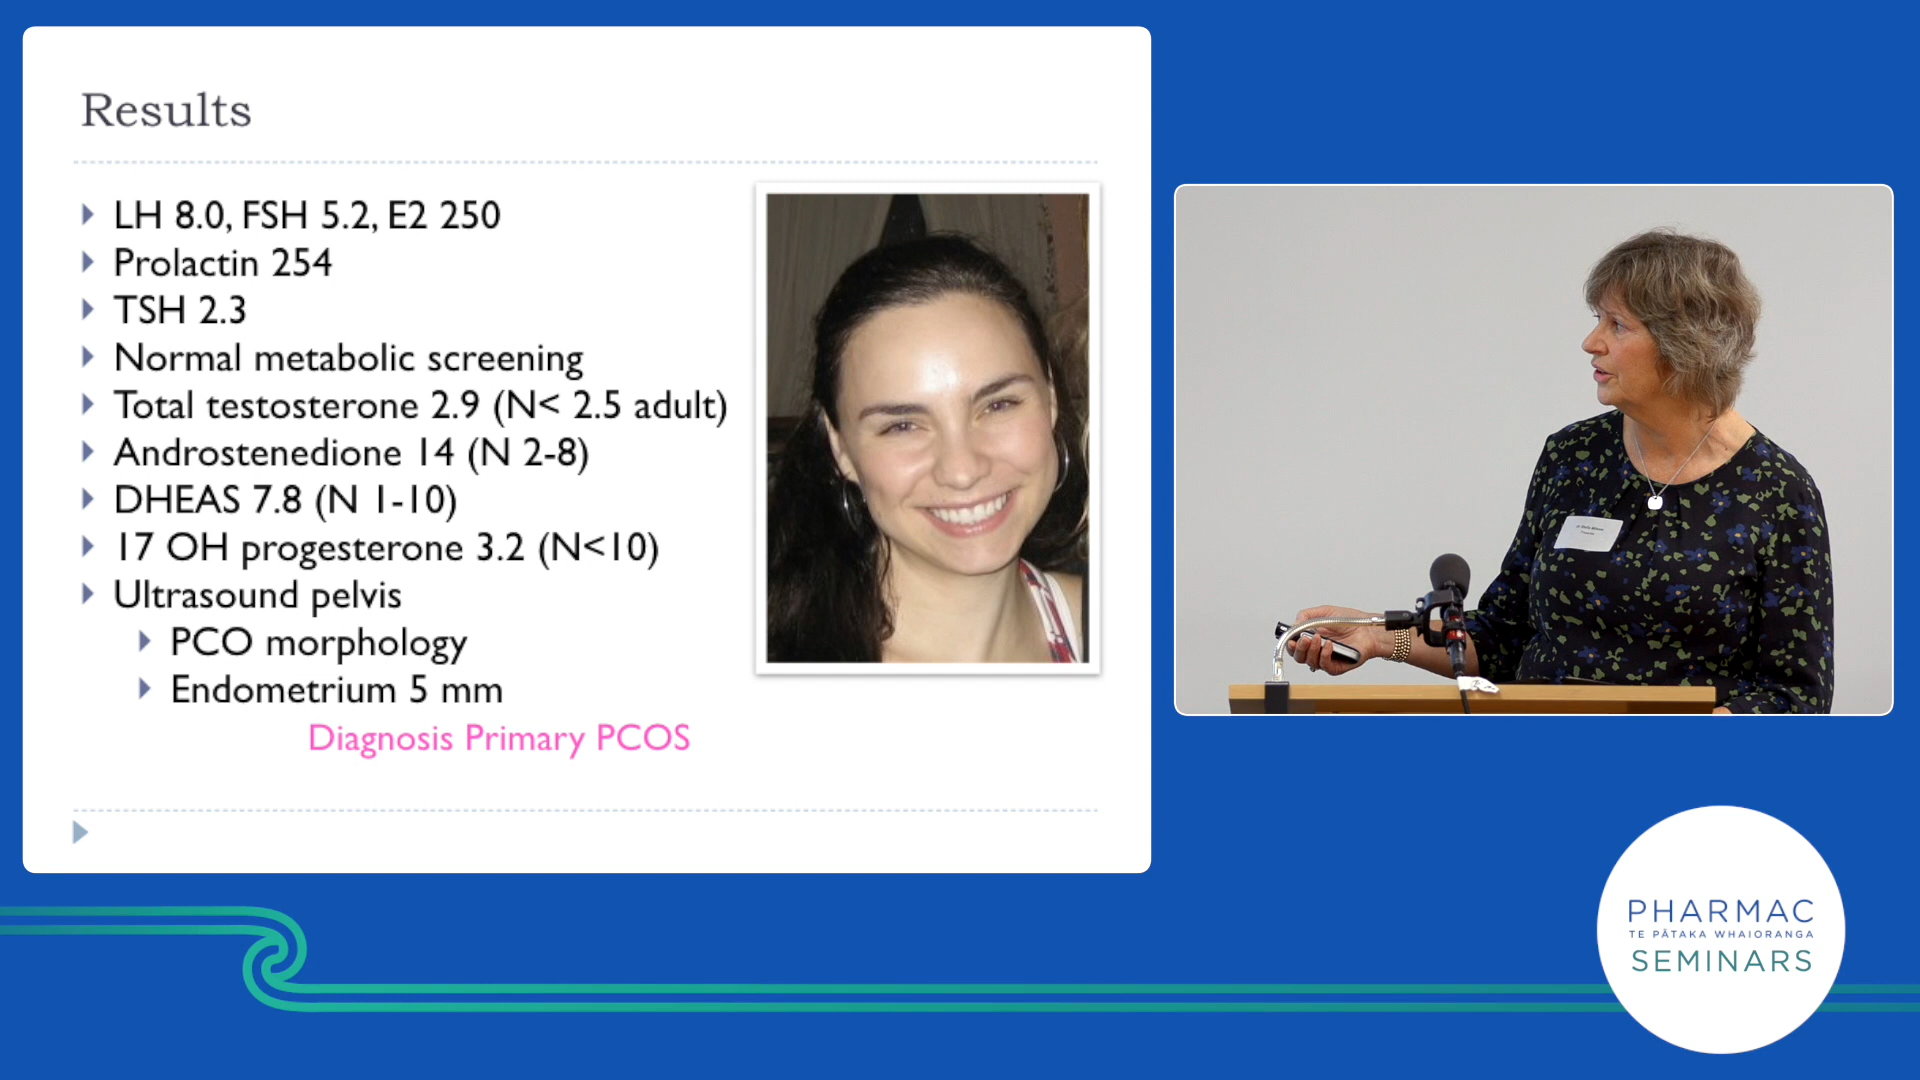 Results
LH 8.0, FSH 5.2, E2 250
Prolactin 254
TSH 2.3
Normal metabolic screening
Total testosterone 2.9 (N< 2.5 adult)
Androstenedione 14 (N 2-8)
DHEAS 7.8 (N 1-10)
17 OH progesterone 3.2 (N<10)
Ultrasound pelvis
PCO morphology
Endometrium 5 mm
Diagnosis Primary PCOS
PHARMAC
TE PĀTAKA WHAIORANGA
SEMINARS